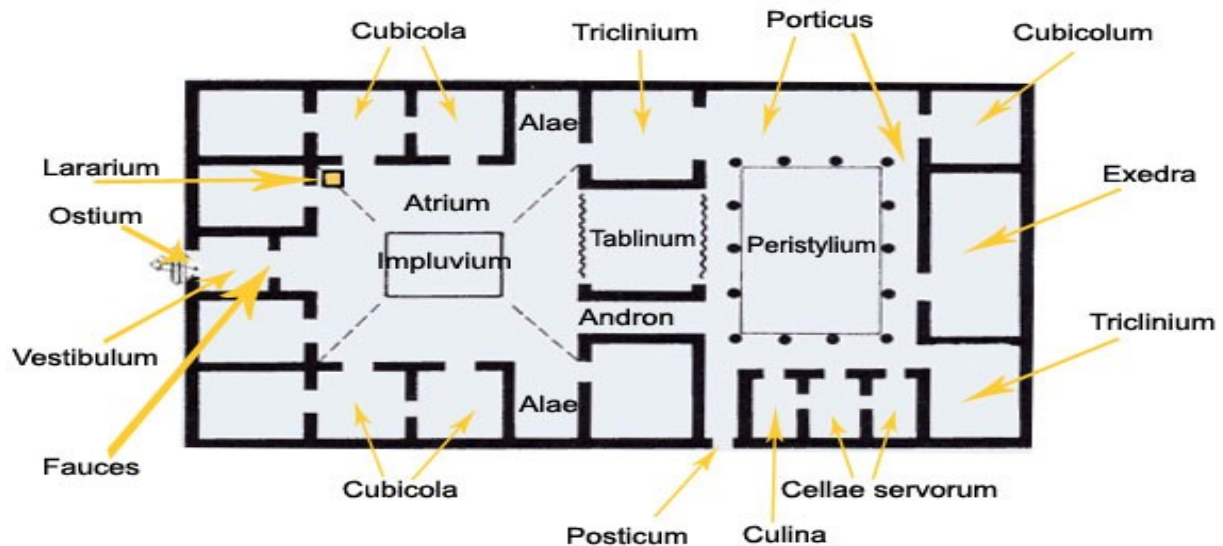 Cubicola
Triclinium
Porticus
Cubicolum
Alae
Lararium
Exedra
Atrium
Ostium
Tablinum
Peristylium
Impluvium
Andron
Triclinium
Vestibulum
Alae
Fauces
Cubicola
Cellae servorum
Posticum
Culina